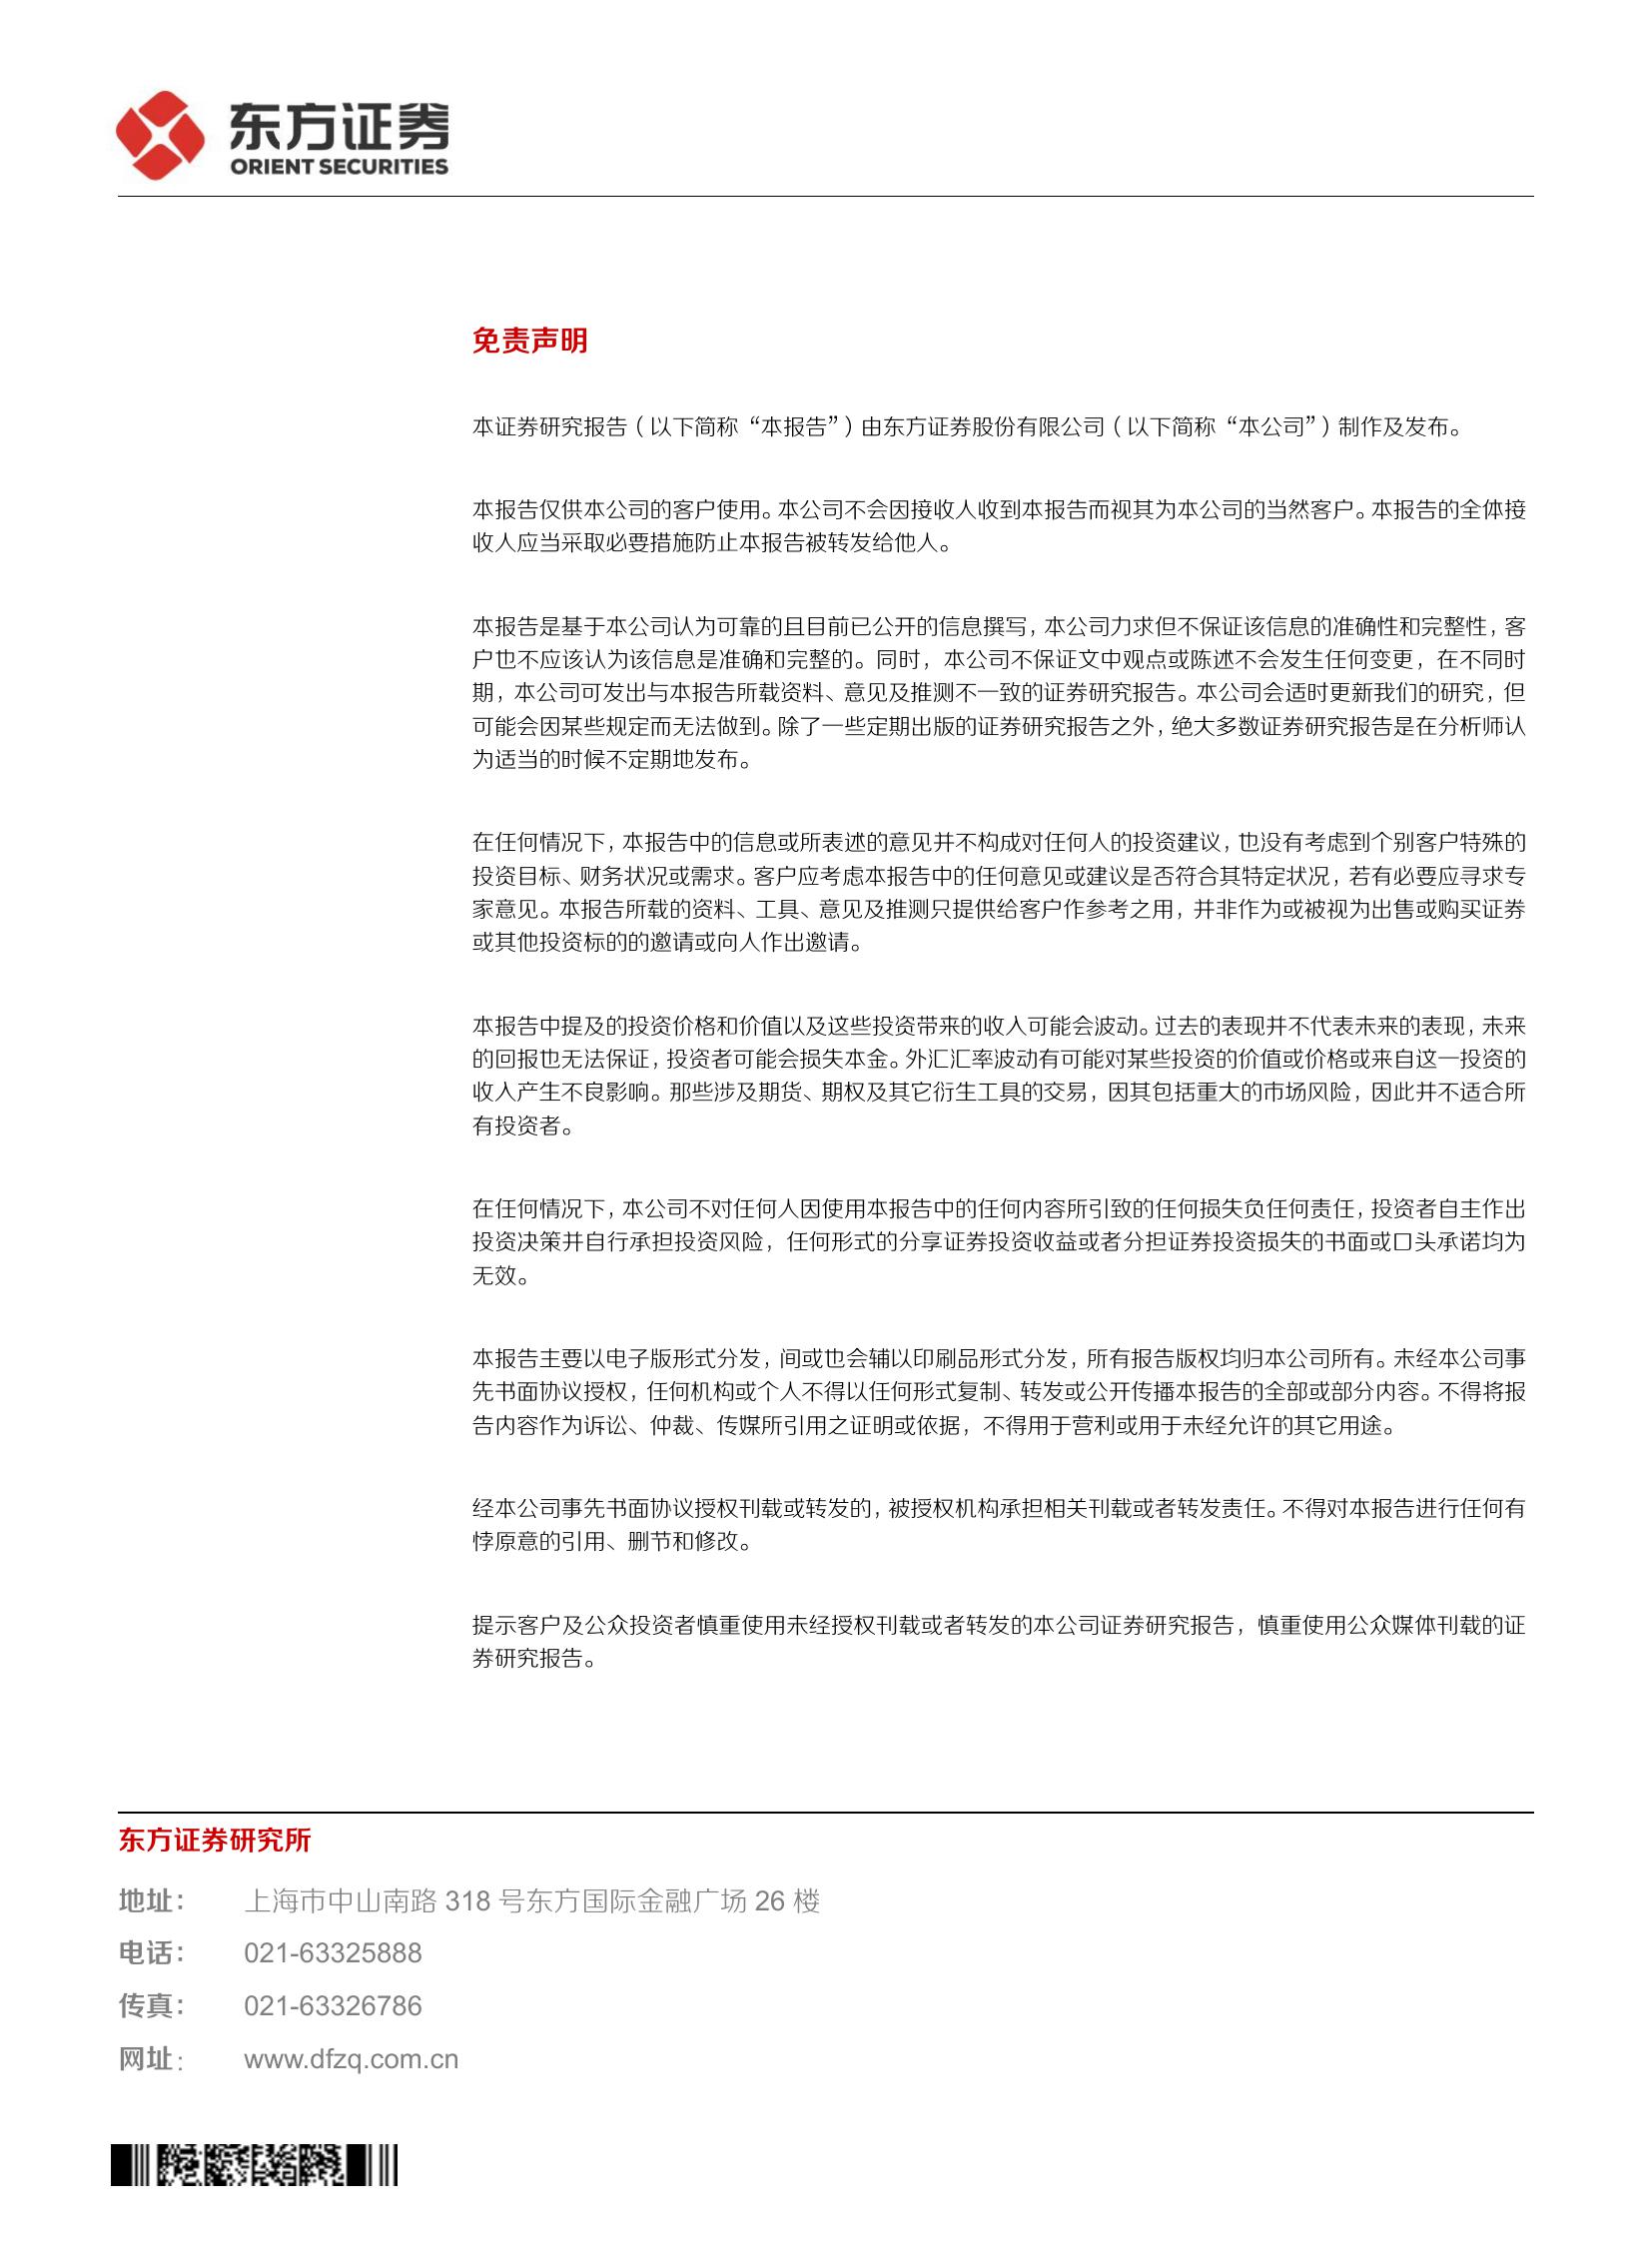 东方证券
ORIENT SECURITIES
免责声明
本证券研究报告（以下简称“本报告”）由东方证券股份有限公司（以下简称“本公司”）制作及发布。
本报告仅供本公司的客户使用。本公司不会因接收人收到本报告而视其为本公司的当然客户。本报告的全体接
收人应当采取必要措施防止本报告被转发给他人。
本报告是基于本公司认为可靠的且目前已公开的信息撰写，本公司力求但不保证该信息的准确性和完整性，客
户也不应该认为该信息是准确和完整的。同时，本公司不保证文中观点或陈述不会发生任何变更，在不同时
期，本公司可发出与本报告所载资料、意见及推测不一致的证券研究报告。本公司会适时更新我们的研究，但
可能会因某些规定而无法做到。除了一些定期出版的证券研究报告之外，绝大多数证券研究报告是在分析师认
为适当的时候不定期地发布。
在任何情况下，本报告中的信息或所表述的意见并不构成对任何人的投资建议，也没有考虑到个别客户特殊的
投资目标、财务状况或需求。客户应考虑本报告中的任何意见或建议是否符合其特定状况，若有必要应寻求专
家意见。本报告所载的资料、工具、意见及推测只提供给客户作参考之用，并非作为或被视为出售或购买证券
或其他投资标的的邀请或向人作出邀请。
本报告中提及的投资价格和价值以及这些投资带来的收入可能会波动。过去的表现并不代表未来的表现，未来
的回报也无法保证，投资者可能会损失本金。外汇汇率波动有可能对某些投资的价值或价格或来自这一投资的
收入产生不良影响。那些涉及期货、期权及其它衍生工具的交易，因其包括重大的市场风险，因此并不适合所
有投资者。
在任何情况下，本公司不对任何人因使用本报告中的任何内容所引致的任何损失负任何责任，投资者自主作出
投资决策并自行承担投资风险，任何形式的分享证券投资收益或者分担证券投资损失的书面或口头承诺均为
无效。
本报告主要以电子版形式分发，间或也会辅以印刷品形式分发，所有报告版权均归本公司所有。未经本公司事
先书面协议授权，任何机构或个人不得以任何形式复制、转发或公开传播本报告的全部或部分内容。不得将报
告内容作为诉讼、仲裁、传媒所引用之证明或依据，不得用于营利或用于未经允许的其它用途。
经本公司事先书面协议授权刊载或转发的，被授权机构承担相关刊载或者转发责任。不得对本报告进行任何有
悖原意的引用、删节和修改。
提示客户及公众投资者慎重使用未经授权刊载或者转发的本公司证券研究报告，慎重使用公众媒体刊载的证
券研究报告。
东方证券研究所
地址： 上海市中山南路 318 号东方国际金融广场 26 楼
电话： 021-63325888
传真： 021-63326786
网址： www.dfzq.com.cn